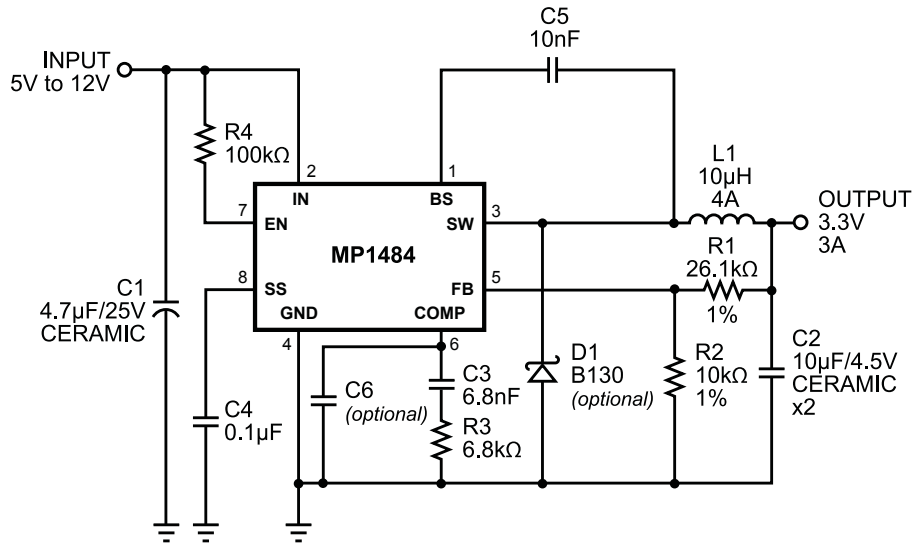 C5
10nF
INPUT
5V to 12V
R4
100kΩ
2
1
IN
BS
L1
10µH
4A
7
EN
SW
3
OUTPUT
3.3V
3A
MP1484
R1
26.1kΩ
1%
8
SS
FB
5
C1
4.7µF/25V
CERAMIC
GND
COMP
4
6
C4
0.1µF
C6
(optional)
C3
6.8nF
R3
6.8kΩ
D1
B130
(optional)
R2
10kΩ
1%
C2
10µF/4.5V
CERAMIC
x2